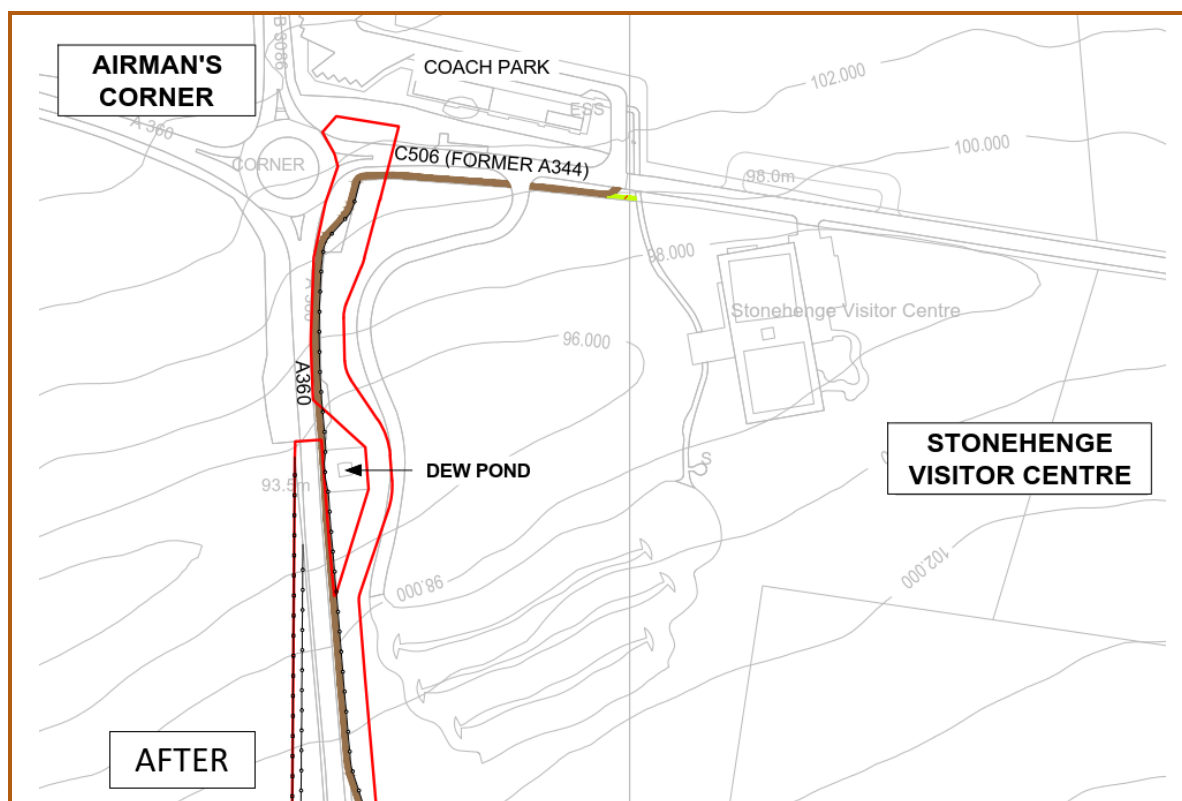 B 3086
AIRMAN'S
CORNER
COACH PARK
ESS
102.000
A 360
100.000
CORNER
C506 (FORMER A344)
98.0m
98.000
Stonehenge Visitor Centre
96.000
A360
STONEHENGE
VISITOR CENTRE
S
DEW POND
93.5m
102.000
98.000
AFTER